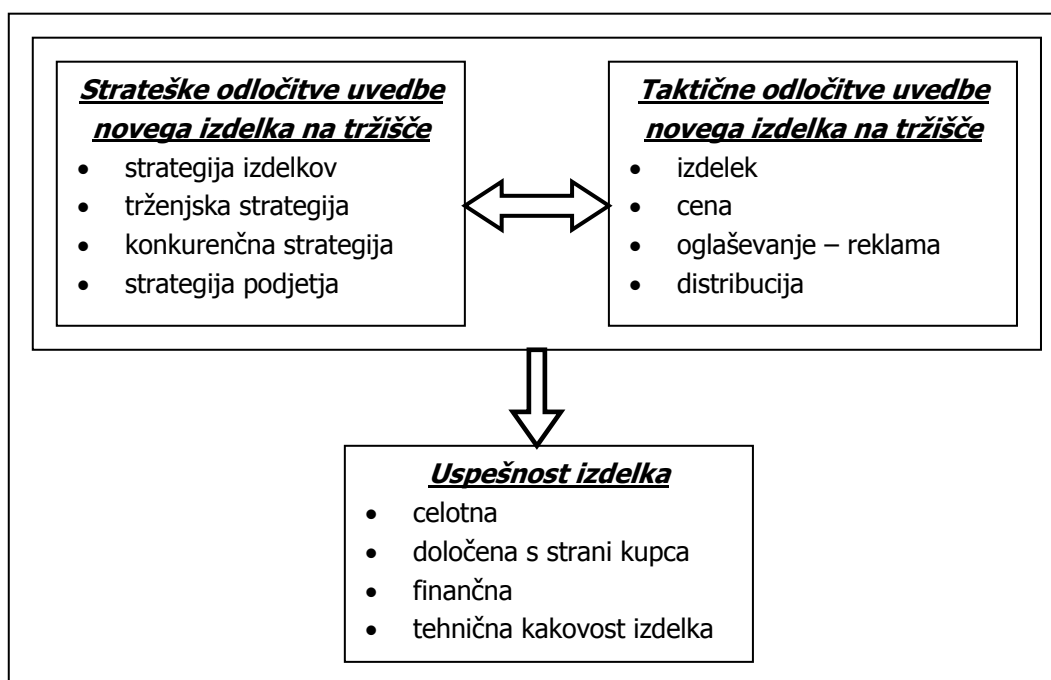 Strateške odločitve uvedbe
novega izdelka na tržišče
• strategija izdelkov
• trženjska strategija
• konkurenčna strategija
• strategija podjetja
Taktične odločitve uvedbe
novega izdelka na tržišče
• izdelek
• cena
• oglaševanje – reklama
• distribucija
Uspešnost izdelka
• celotna
• določena s strani kupca
• finančna
• tehnična kakovost izdelka